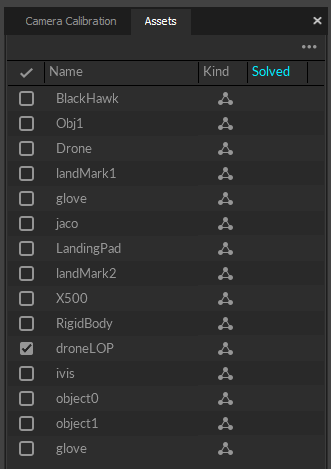 Camera Calibration Assets
Name Kind Solved
BlackHawk
Obj1
Drone
landMark1
glove
jaco
LandingPad
landMark2
X500
RigidBody
droneLOP
ivis
object0
object1
glove